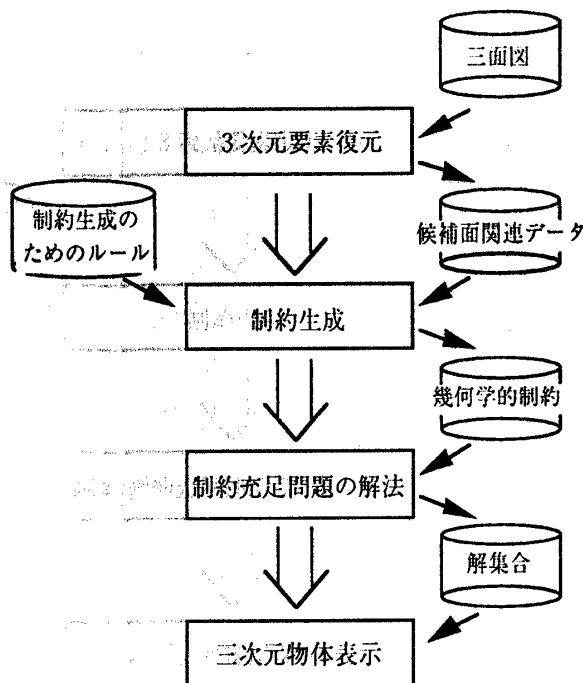 三面図
3次元要素復元
制約生成の
ためのルール
候補面関連データ
制約生成
幾何学的制約
制約充足問題の解法
解集合
三次元物体表示